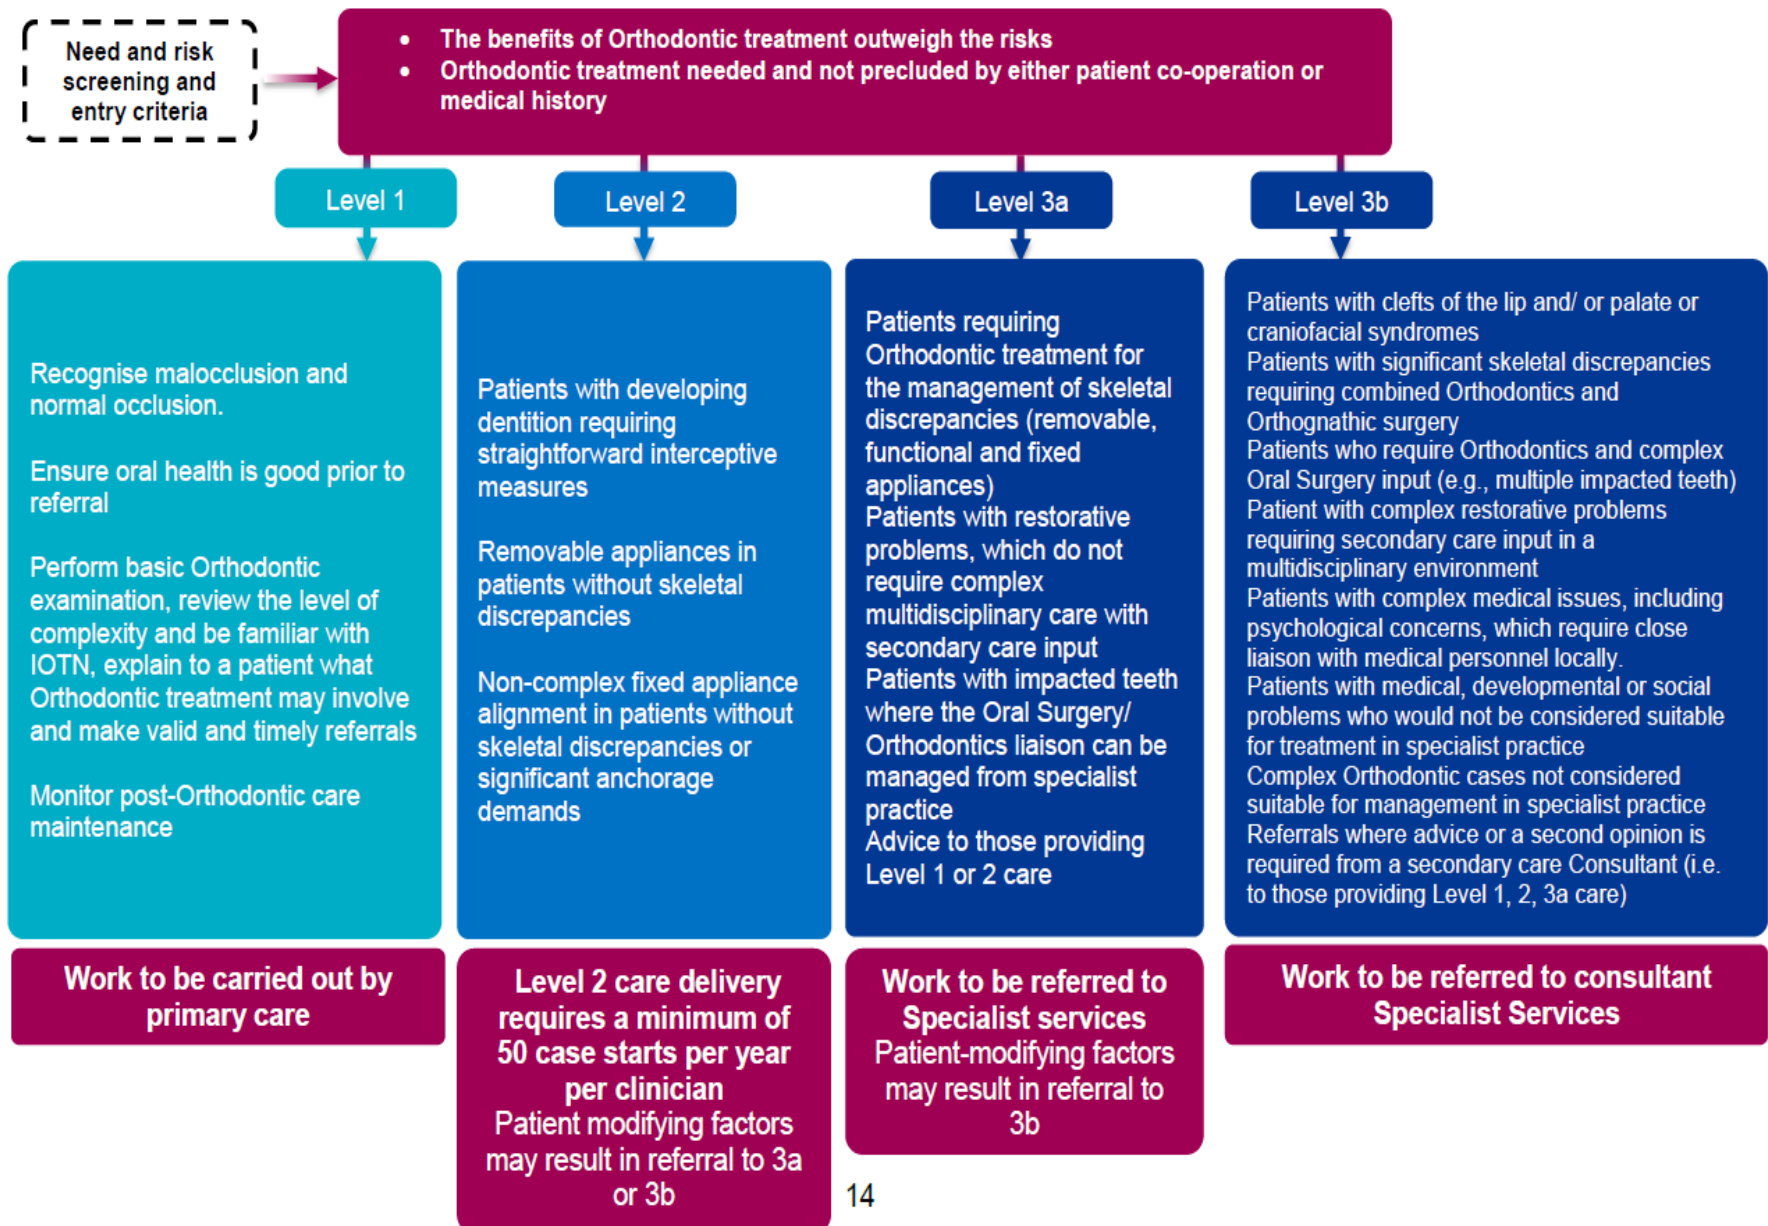 Need and risk
screening and
entry criteria
• The benefits of Orthodontic treatment outweigh the risks
• Orthodontic treatment needed and not precluded by either patient co-operation or
medical history
Level 1
Level 2
Level 3a
Level 3b
Recognise malocclusion and
normal occlusion.
Ensure oral health is good prior to
referral
Perform basic Orthodontic
examination, review the level of
complexity and be familiar with
IOTN, explain to a patient what
Orthodontic treatment may involve
and make valid and timely referrals
Monitor post-Orthodontic care
maintenance
Patients with developing
dentition requiring
straightforward interceptive
measures
Removable appliances in
patients without skeletal
discrepancies
Non-complex fixed appliance
alignment in patients without
skeletal discrepancies or
significant anchorage
demands
Patients requiring
Orthodontic treatment for
the management of skeletal
discrepancies (removable,
functional and fixed
appliances)
Patients with restorative
problems, which do not
require complex
multidisciplinary care with
secondary care input
Patients with impacted teeth
where the Oral Surgery/
Orthodontics liaison can be
managed from specialist
practice
Advice to those providing
Level 1 or 2 care
Patients with clefts of the lip and/ or palate or
craniofacial syndromes
Patients with significant skeletal discrepancies
requiring combined Orthodontics and
Orthognathic surgery
Patients who require Orthodontics and complex
Oral Surgery input (e.g., multiple impacted teeth)
Patient with complex restorative problems
requiring secondary care input in a
multidisciplinary environment
Patients with complex medical issues, including
psychological concerns, which require close
liaison with medical personnel locally.
Patients with medical, developmental or social
problems who would not be considered suitable
for treatment in specialist practice
Complex Orthodontic cases not considered
suitable for management in specialist practice
Referrals where advice or a second opinion is
required from a secondary care Consultant (i.e.
to those providing Level 1, 2, 3a care)
Work to be carried out by
primary care
Level 2 care delivery
requires a minimum of
50 case starts per year
per clinician
Patient modifying factors
may result in referral to 3a
or 3b
Work to be referred to
Specialist services
Patient-modifying factors
may result in referral to
3b
Work to be referred to consultant
Specialist Services
14